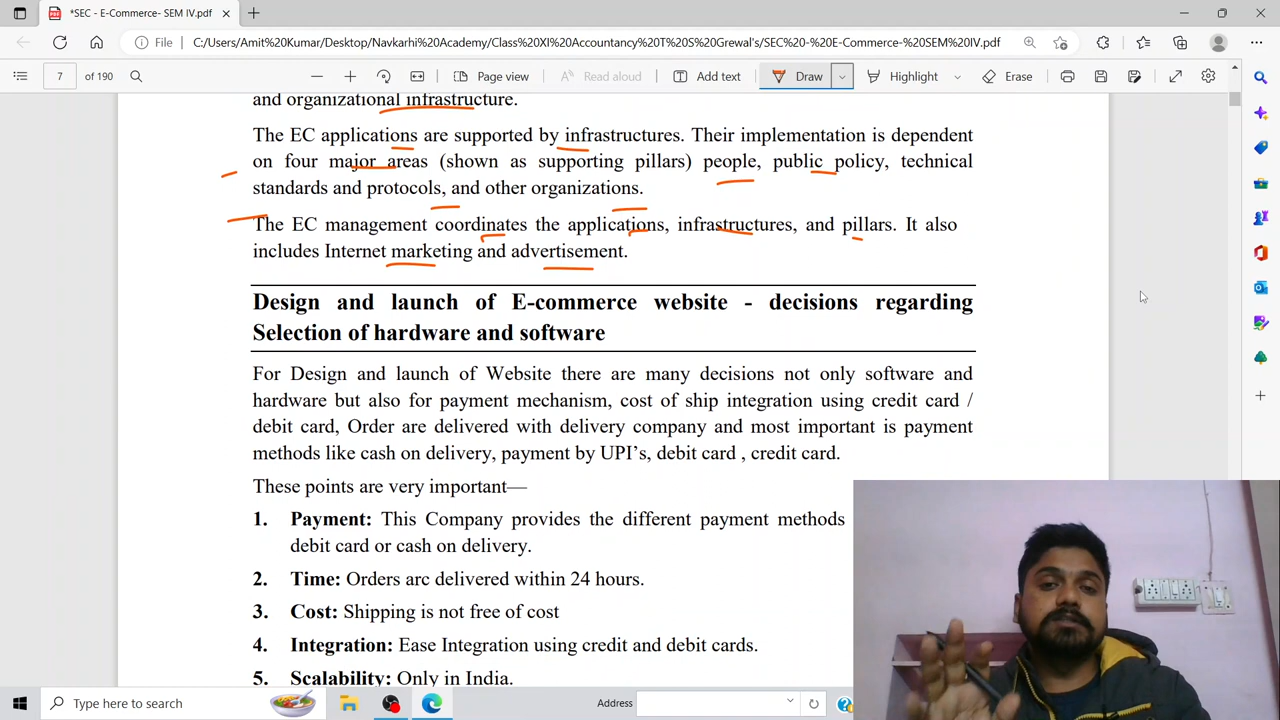 *SEC - E-Commerce- SEM IV.pdf
File
C:/Users/Amit%20Kumar/Desktop/Navkarhi%20Academy/Class%20XI%20Accountancy%20T%20S%20Grewal's/SEC%20-%20E-Commerce-%20SEM%20IV.pdf
7 of 190
Page view
Read aloud
Add text
Draw
Highlight
Erase
and organizational infrastructure.
The EC applications are supported by infrastructures. Their implementation is dependent
on four major areas (shown as supporting pillars) people, public policy, technical
standards and protocols, and other organizations.
The EC management coordinates the applications, infrastructures, and pillars. It also
includes Internet marketing and advertisement.
Design and launch of E-commerce website - decisions regarding
Selection of hardware and software
For Design and launch of Website there are many decisions not only software and
hardware but also for payment mechanism, cost of ship integration using credit card /
debit card, Order are delivered with delivery company and most important is payment
methods like cash on delivery, payment by UPI's, debit card , credit card.
These points are very important—
1. Payment: This Company provides the different payment methods
debit card or cash on delivery.
2. Time: Orders arc delivered within 24 hours.
3. Cost: Shipping is not free of cost
4. Integration: Ease Integration using credit and debit cards.
5. Scalability: Only in India.
Type here to search
Address